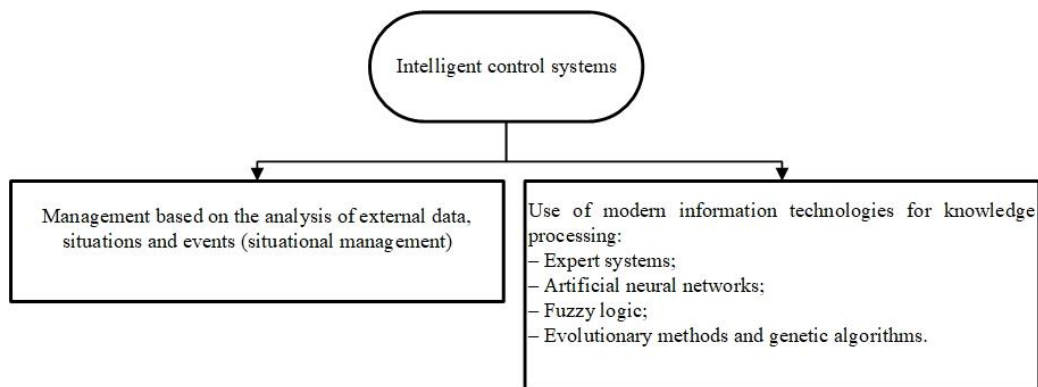 Intelligent control systems
Management based on the analysis of external data,
situations and events (situational management)
Use of modern information technologies for knowledge
processing:
– Expert systems;
– Artificial neural networks;
– Fuzzy logic;
– Evolutionary methods and genetic algorithms.